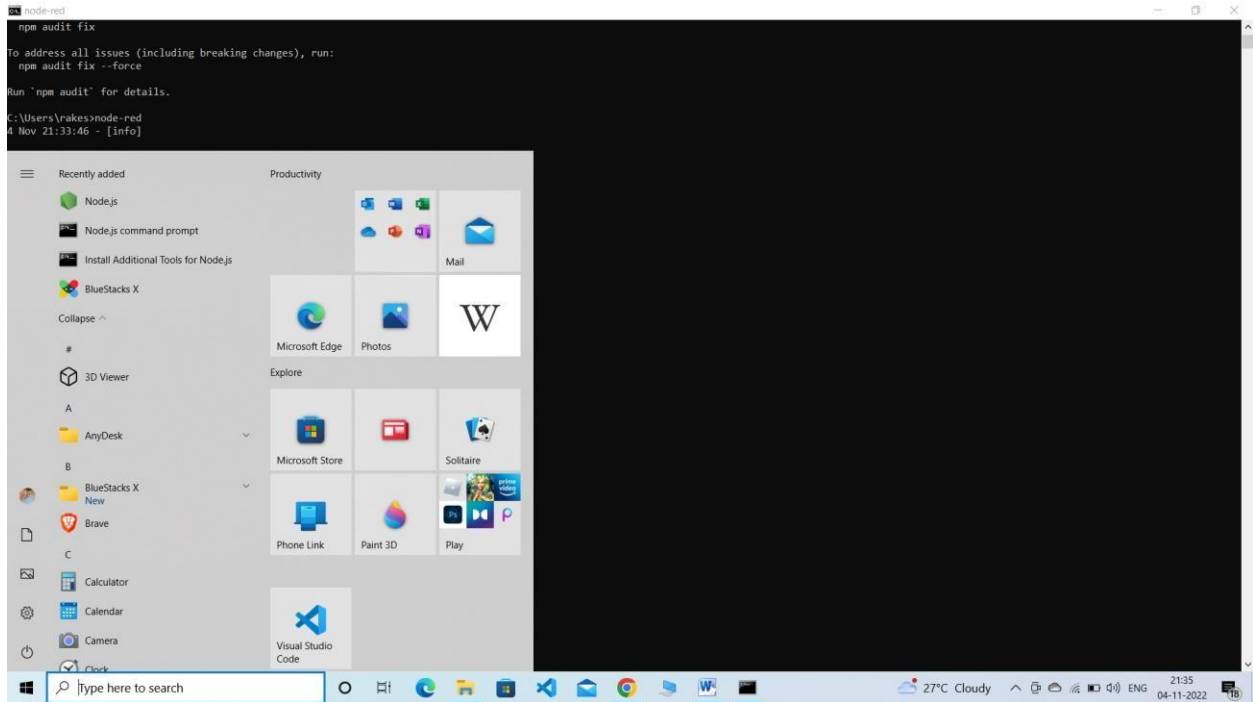 node-red
npm audit fix
To address all issues (including breaking changes), run:
npm audit fix --force
Run `npm audit` for details.
C:\Users\rakes>node-red
4 Nov 21:33:46 - [info]
Recently added
Node.js
Node.js command prompt
Install Additional Tools for Node.js
BlueStacks X
Collapse
#
3D Viewer
A
AnyDesk
B
BlueStacks X
New
Brave
C
Calculator
Calendar
Camera
Clock
Productivity
Mail
Microsoft Edge
Photos
W
Explore
Microsoft Store
Solitaire
prime
video
Ps
Phone Link
Paint 3D
Play
Visual Studio
Code
Type here to search
27°C Cloudy
ENG
21:35
04-11-2022
18